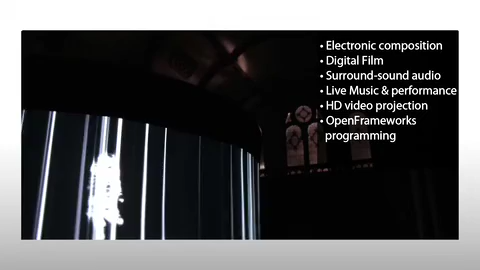 • Electronic composition
• Digital Film
• Surround-sound audio
• Live Music & performance
• HD video projection
• OpenFrameworks
programming